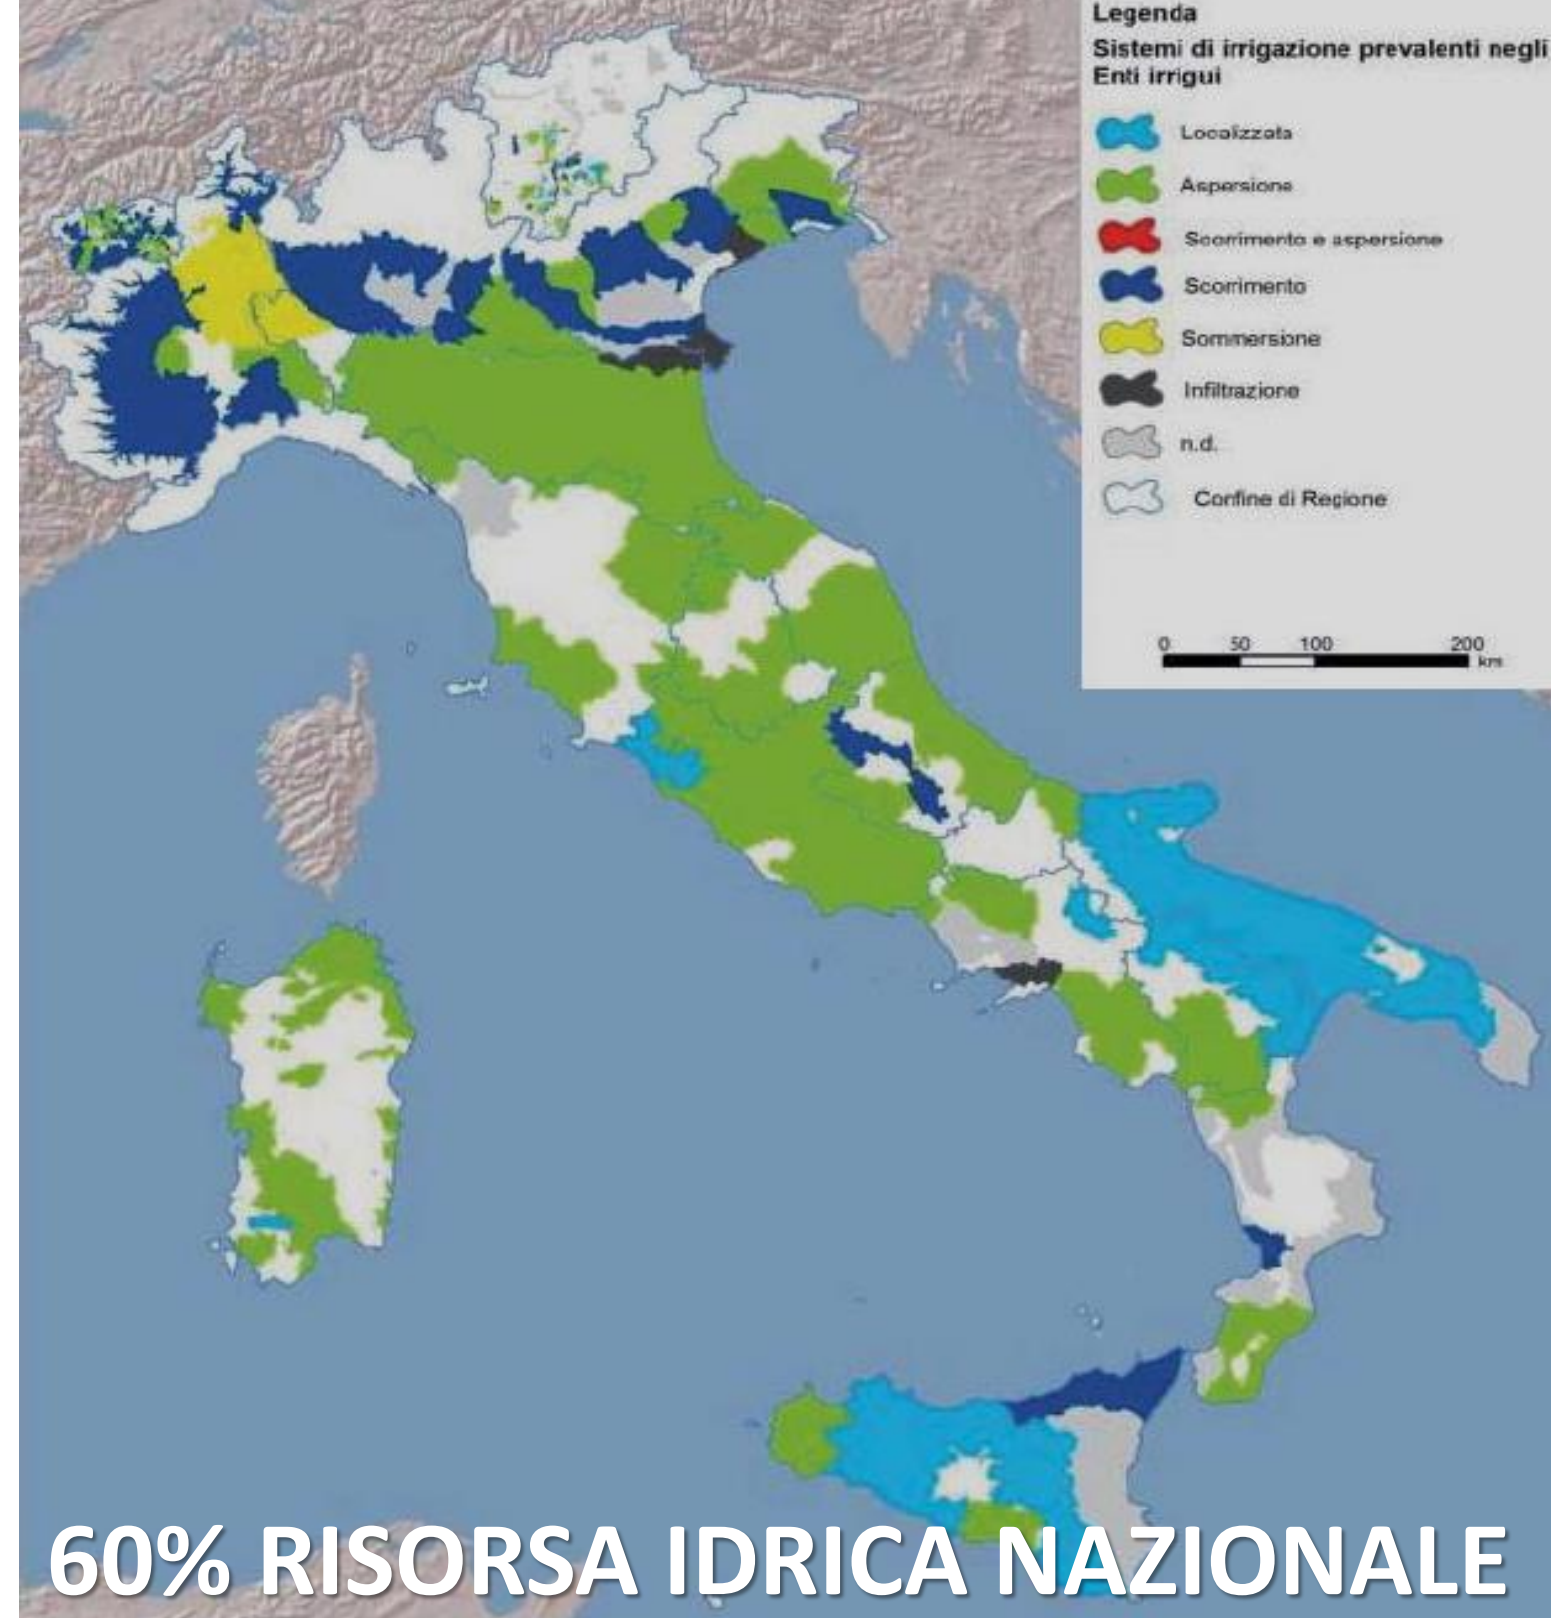 Legenda
Sistemi di irrigazione prevalenti negli
Enti irrigui
Localizzata
Aspersione
Scorrimento e aspersione
Scorrimento
Sommersione
Infiltrazione
n.d.
Confine di Regione
0 50 100 200
km
60% RISORSA IDRICA NAZIONALE